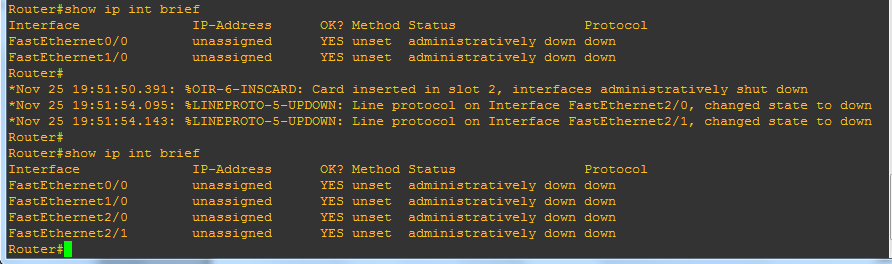 Router#show ip int brief
Interface IP-Address OK? Method Status Protocol
FastEthernet0/0 unassigned YES unset administratively down down
FastEthernet1/0 unassigned YES unset administratively down down
Router#
*Nov 25 19:51:50.391: %OIR-6-INSCARD: Card inserted in slot 2, interfaces administratively shut down
*Nov 25 19:51:54.095: %LINEPROTO-5-UPDOWN: Line protocol on Interface FastEthernet2/0, changed state to down
*Nov 25 19:51:54.143: %LINEPROTO-5-UPDOWN: Line protocol on Interface FastEthernet2/1, changed state to down
Router#
Router#show ip int brief
Interface IP-Address OK? Method Status Protocol
FastEthernet0/0 unassigned YES unset administratively down down
FastEthernet1/0 unassigned YES unset administratively down down
FastEthernet2/0 unassigned YES unset administratively down down
FastEthernet2/1 unassigned YES unset administratively down down
Router#